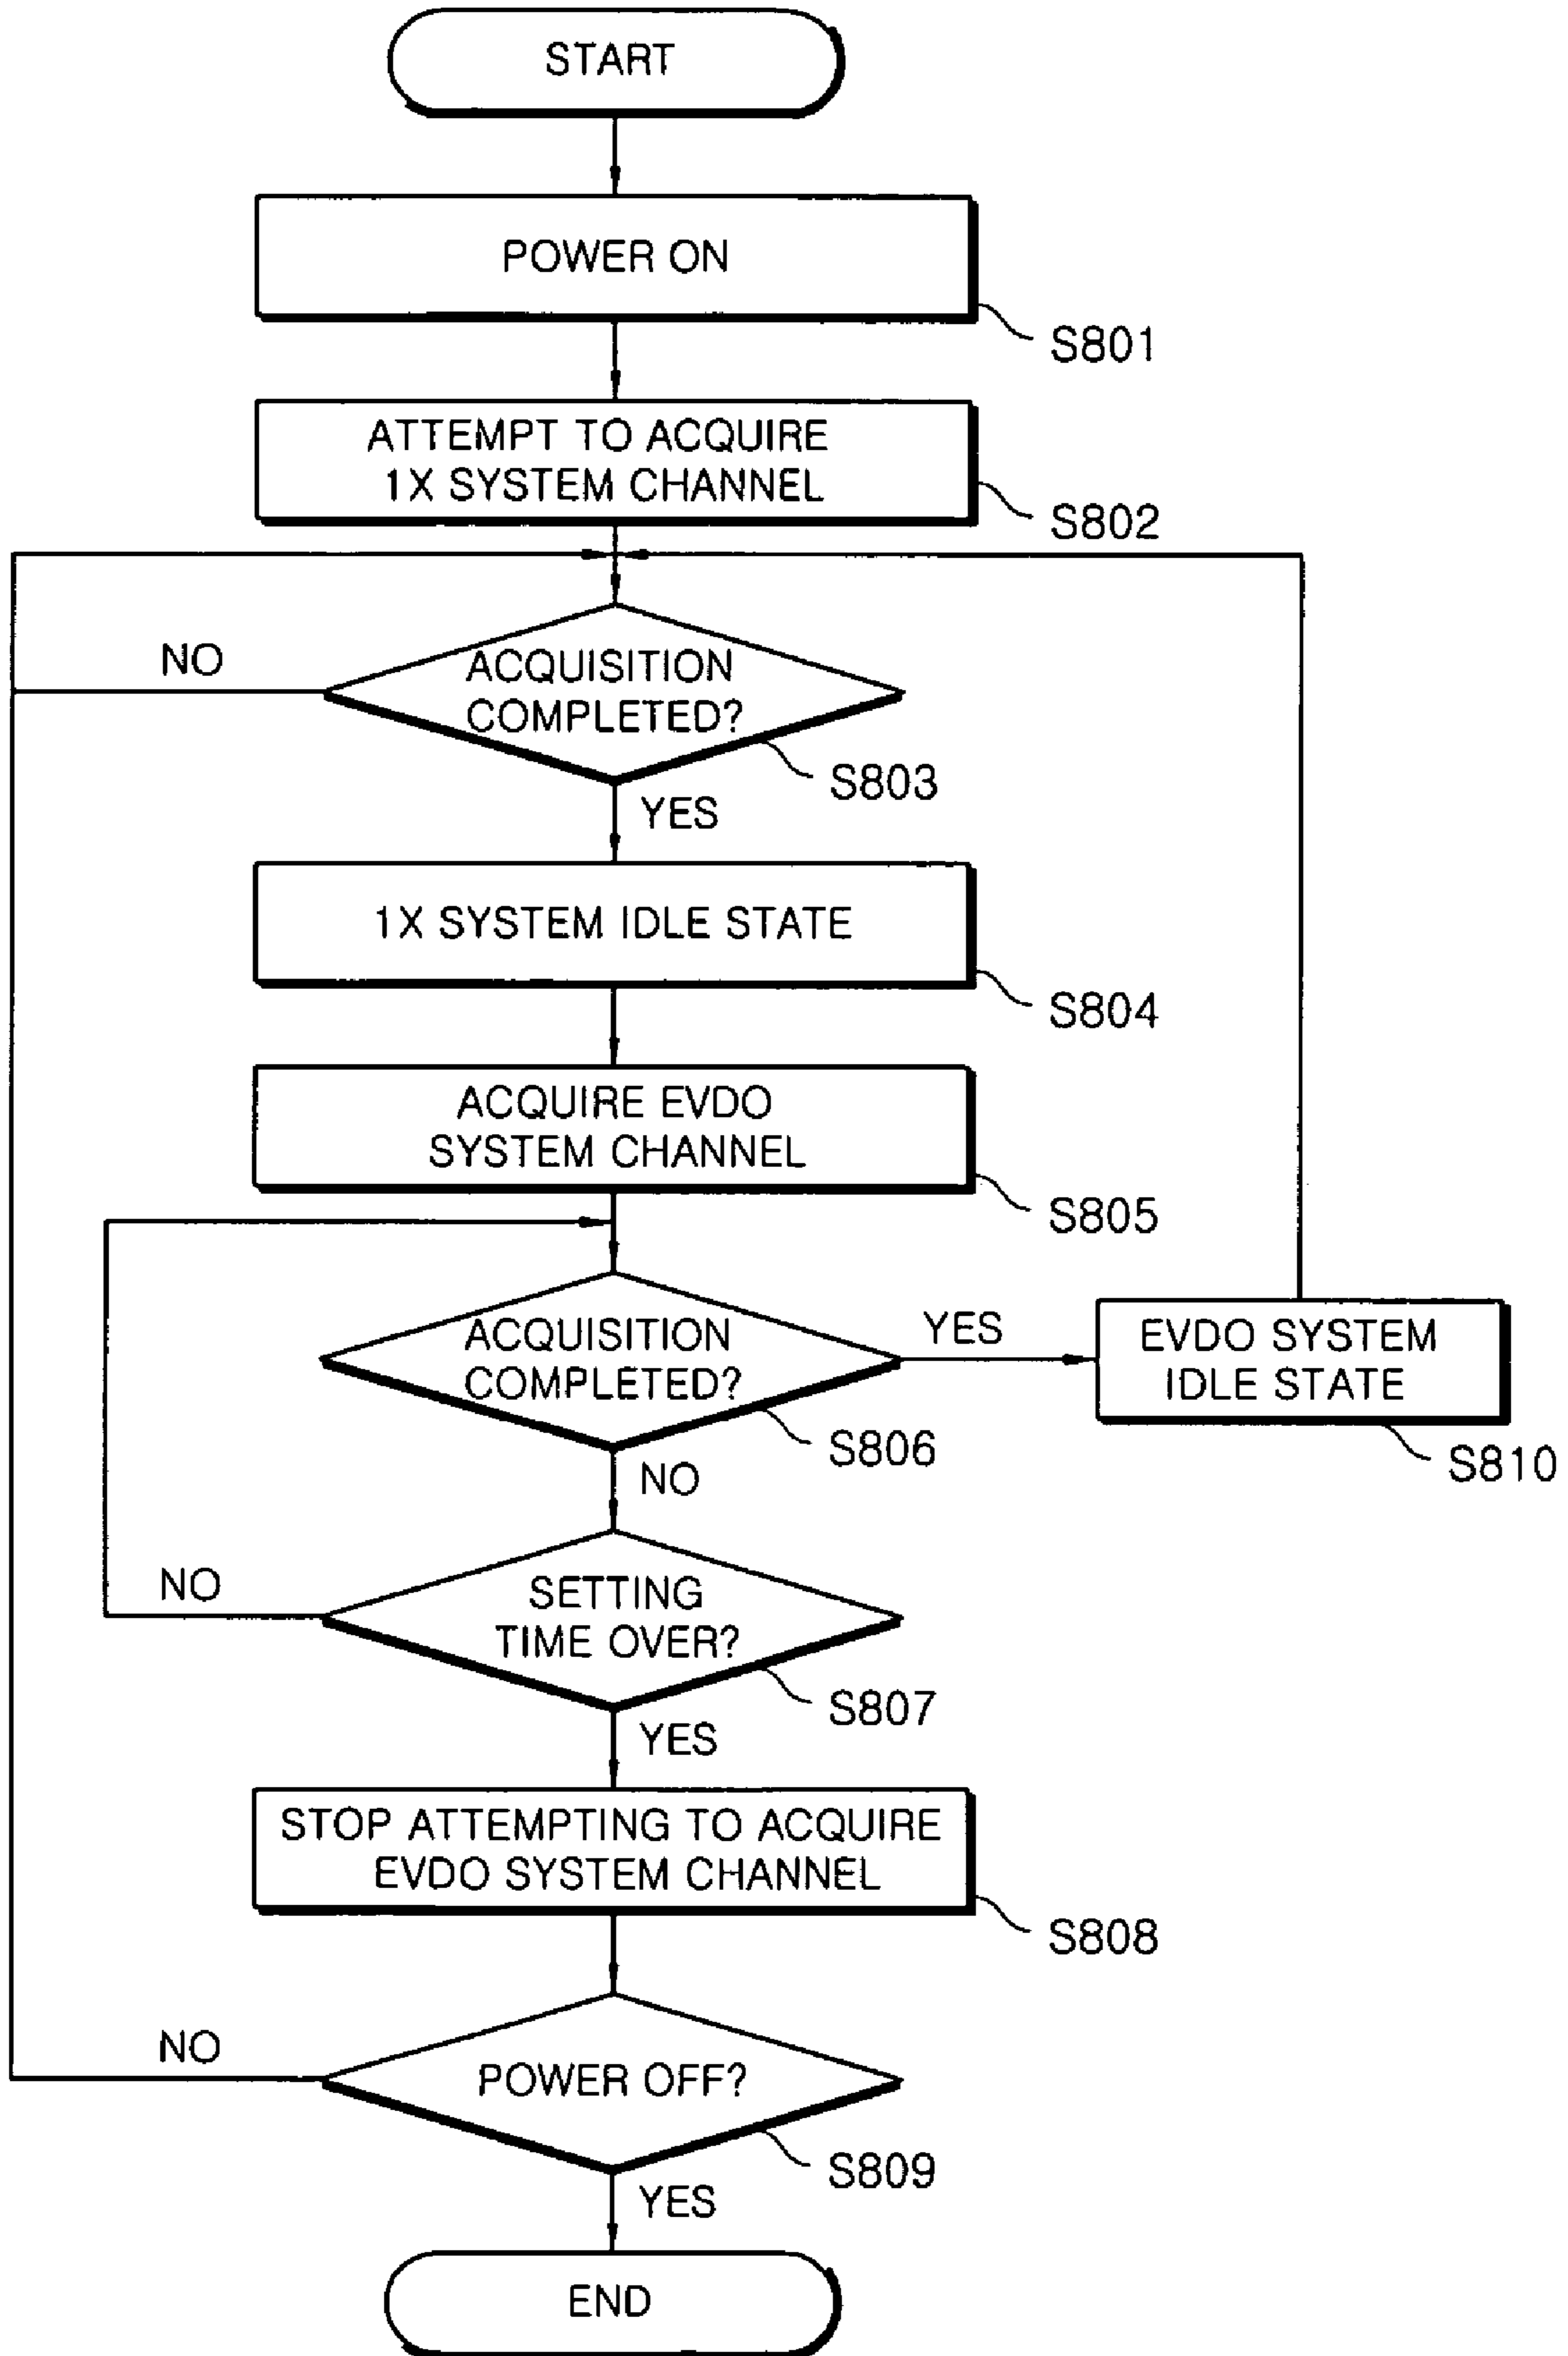 START
POWER ON
S801
ATTEMPT TO ACQUIRE
1X SYSTEM CHANNEL
S802
NO
ACQUISITION
COMPLETED?
S803
YES
1X SYSTEM IDLE STATE
S804
ACQUIRE EVDO
SYSTEM CHANNEL
S805
ACQUISITION
COMPLETED?
YES
EVDO SYSTEM
IDLE STATE
S806
S810
NO
NO
SETTING
TIME OVER?
S807
YES
STOP ATTEMPTING TO ACQUIRE
EVDO SYSTEM CHANNEL
S808
NO
POWER OFF?
S809
YES
END